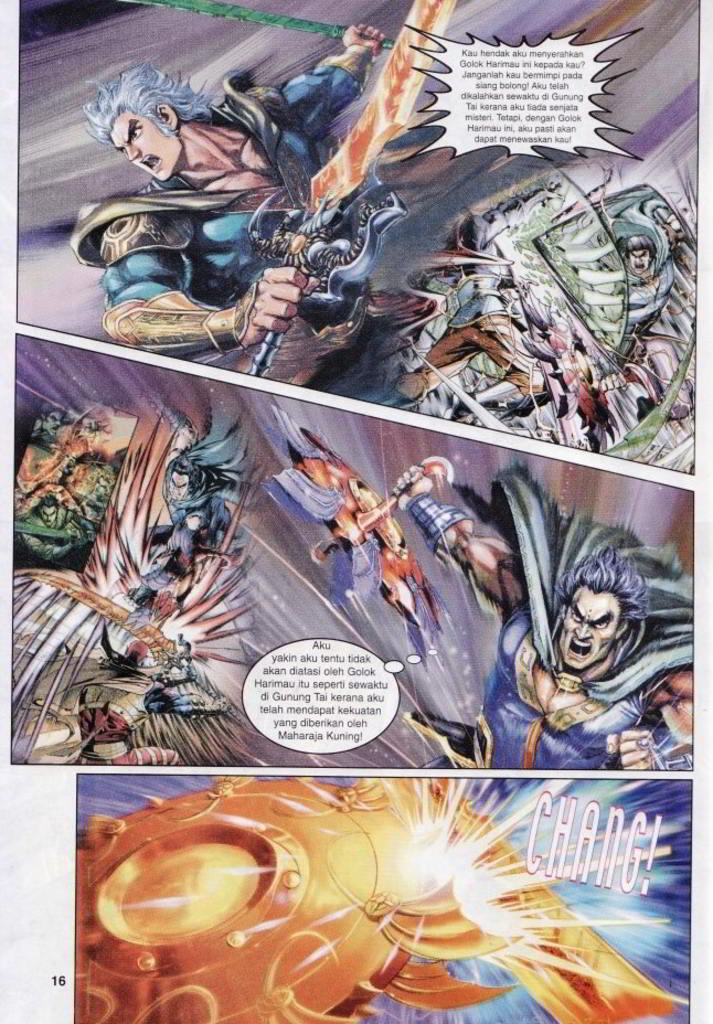 Kau hendak aku menyerahkan
Golok Harimau ini kepada kau?
Janganlah kau bermimpi pada
siang bolong! Aku telah
dikalahkan sewaktu di Gunung
Tai kerana aku tiada senjata
misteri. Tetapi, dengan Golok
Harimau ini, aku pasti akan
dapat menewaskan kau!
Aku
yakin aku tentu tidak
akan diatasi oleh Golok
Harimau itu seperti sewaktu
di Gunung Tai kerana aku
telah mendapat kekuatan
yang diberikan oleh
Maharaja Kuning!
CHANG!
16